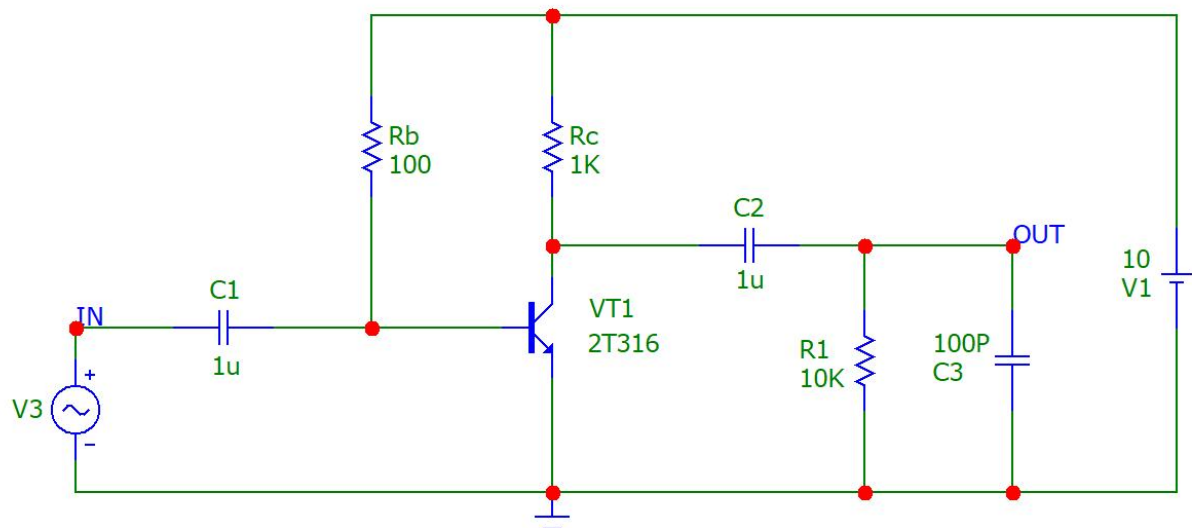 Rb
100
Rc
1K
C2
1u
OUT
10
V1
C1
1u
IN
VT1
2T316
R1
10K
100P
C3
V3
+
−